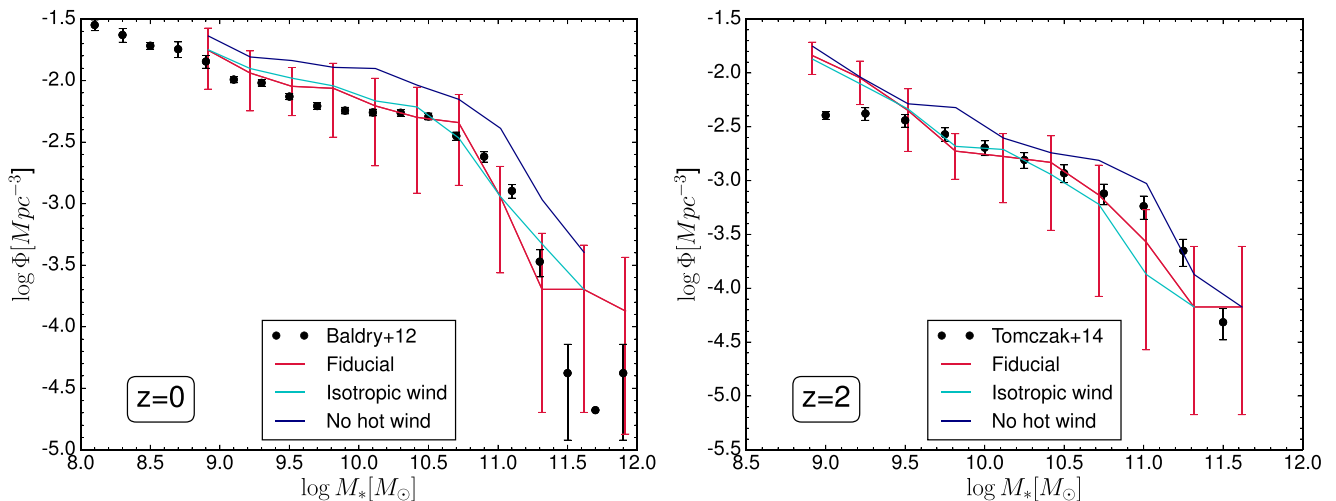 -1.5
-2.0
-2.5
-3.0
-3.5
-4.0
-4.5
-5.0
log Φ[Mpc⁻³]
Baldry+12
Fiducial
Isotropic wind
No hot wind
z=0
8.0 8.5 9.0 9.5 10.0 10.5 11.0 11.5 12.0
log M_*[M_⊙]
-1.5
-2.0
-2.5
-3.0
-3.5
-4.0
-4.5
-5.0
-5.5
log Φ[Mpc⁻³]
Tomczak+14
Fiducial
Isotropic wind
No hot wind
z=2
8.5 9.0 9.5 10.0 10.5 11.0 11.5 12.0
log M_*[M_⊙]